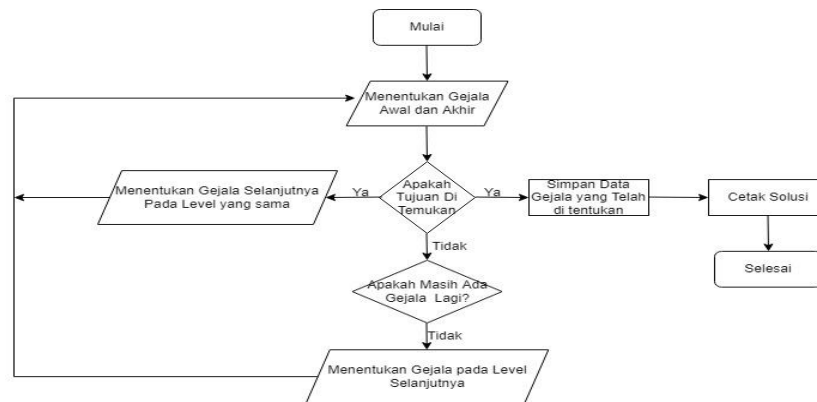 Mulai
Menentukan Gejala
Awal dan Akhir
Menentukan Gejala Selanjutnya
Pada Level yang sama
Ya
Apakah
Tujuan Di
Temukan
Ya
Simpan Data
Gejala yang Telah
di tentukan
Cetak Solusi
Selesai
Tidak
Apakah Masih Ada
Gejala Lagi?
Tidak
Menentukan Gejala pada Level
Selanjutnya